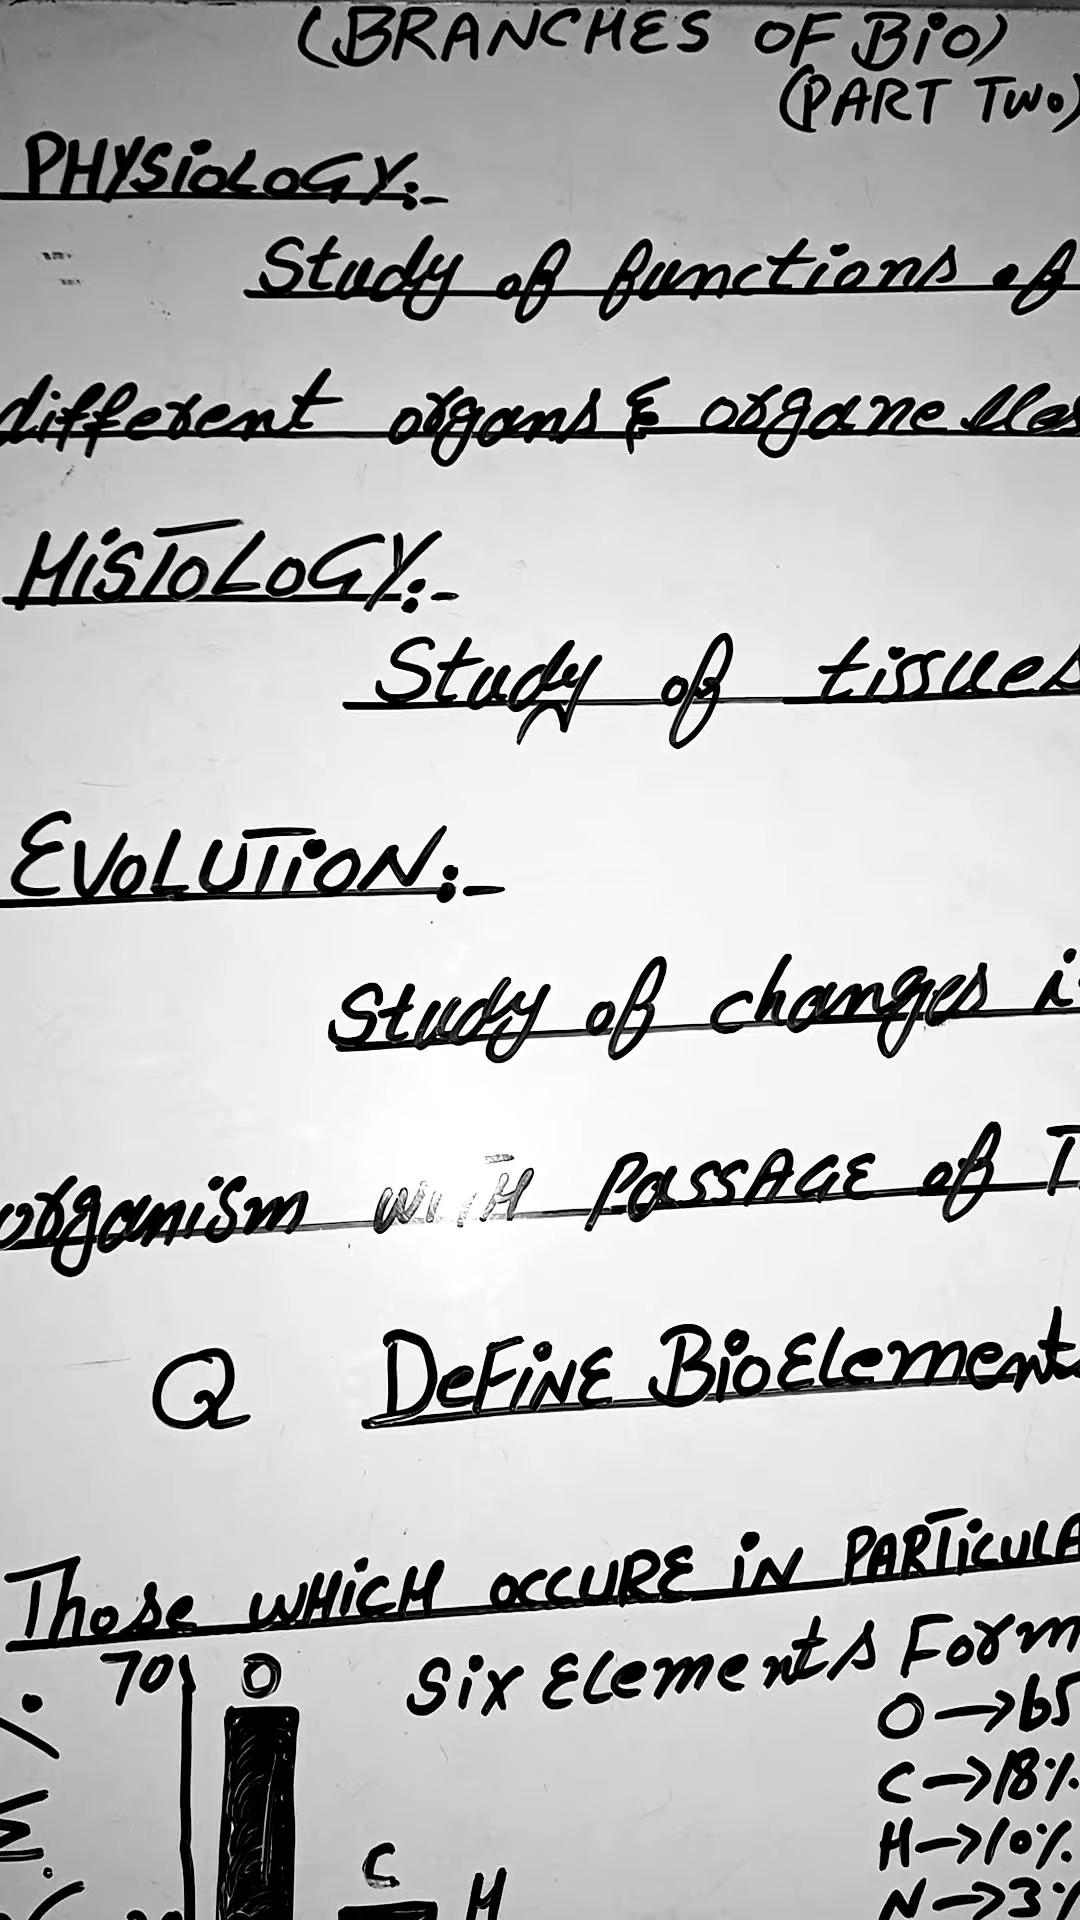 (BRANCHES OF BiO)
(PART TWO)
PHYSiOLOGY:-
Study of functions of
different organs & organelles
HiSTOLOGY:-
Study of tissues
EVOLUTiON:-
Study of changes i
organiSm WiTH PASSAGE of T
Q DeFiNE BioElements
Those WHiCH OCCURE iN PARTiCULA
70 O Six Elements Form
O→65
C→18%
H→10%
N→3%
C H